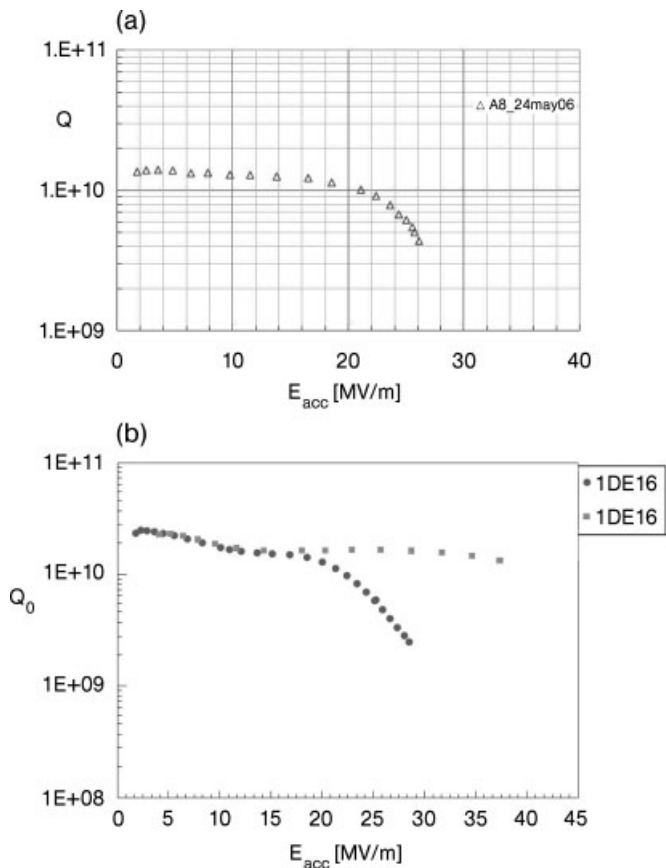 (a)
1.E+11
Q
△ A8_24may06
1.E+10
1.E+09
0 10 20 30 40
E_acc [MV/m]
(b)
1E+11
1DE16
1DE16
1E+10
Q_0
1E+09
1E+08
0 5 10 15 20 25 30 35 40 45
E_acc [MV/m]